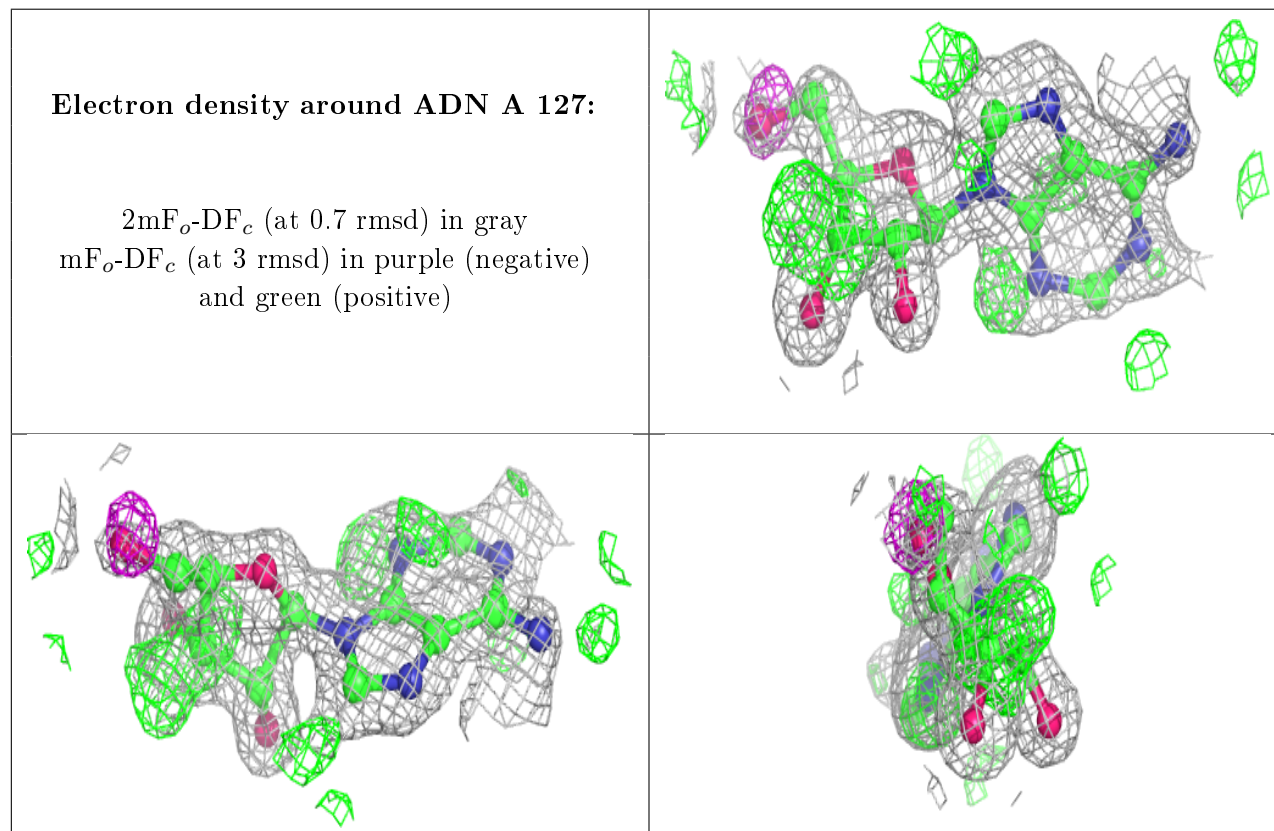 Electron density around ADN A 127:
2mFₒ-DF𝒸 (at 0.7 rmsd) in gray
mFₒ-DF𝒸 (at 3 rmsd) in purple (negative)
and green (positive)